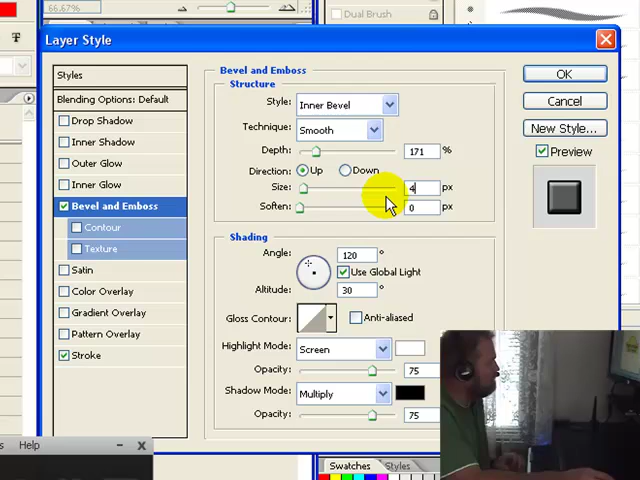 66.67%
Dual Brush
Layer Style
Styles
Blending Options: Default
Drop Shadow
Inner Shadow
Outer Glow
Inner Glow
Bevel and Emboss
Contour
Texture
Satin
Color Overlay
Gradient Overlay
Pattern Overlay
Stroke
Bevel and Emboss
Structure
Style: Inner Bevel
Technique: Smooth
Depth: 171 %
Direction: Up Down
Size: 4 px
Soften: 0 px
Shading
Angle: 120 °
Use Global Light
Altitude: 30 °
Gloss Contour: Anti-aliased
Highlight Mode: Screen
Opacity: 75
Shadow Mode: Multiply
Opacity: 75
OK
Cancel
New Style...
Preview
s Help
Swatches Styles